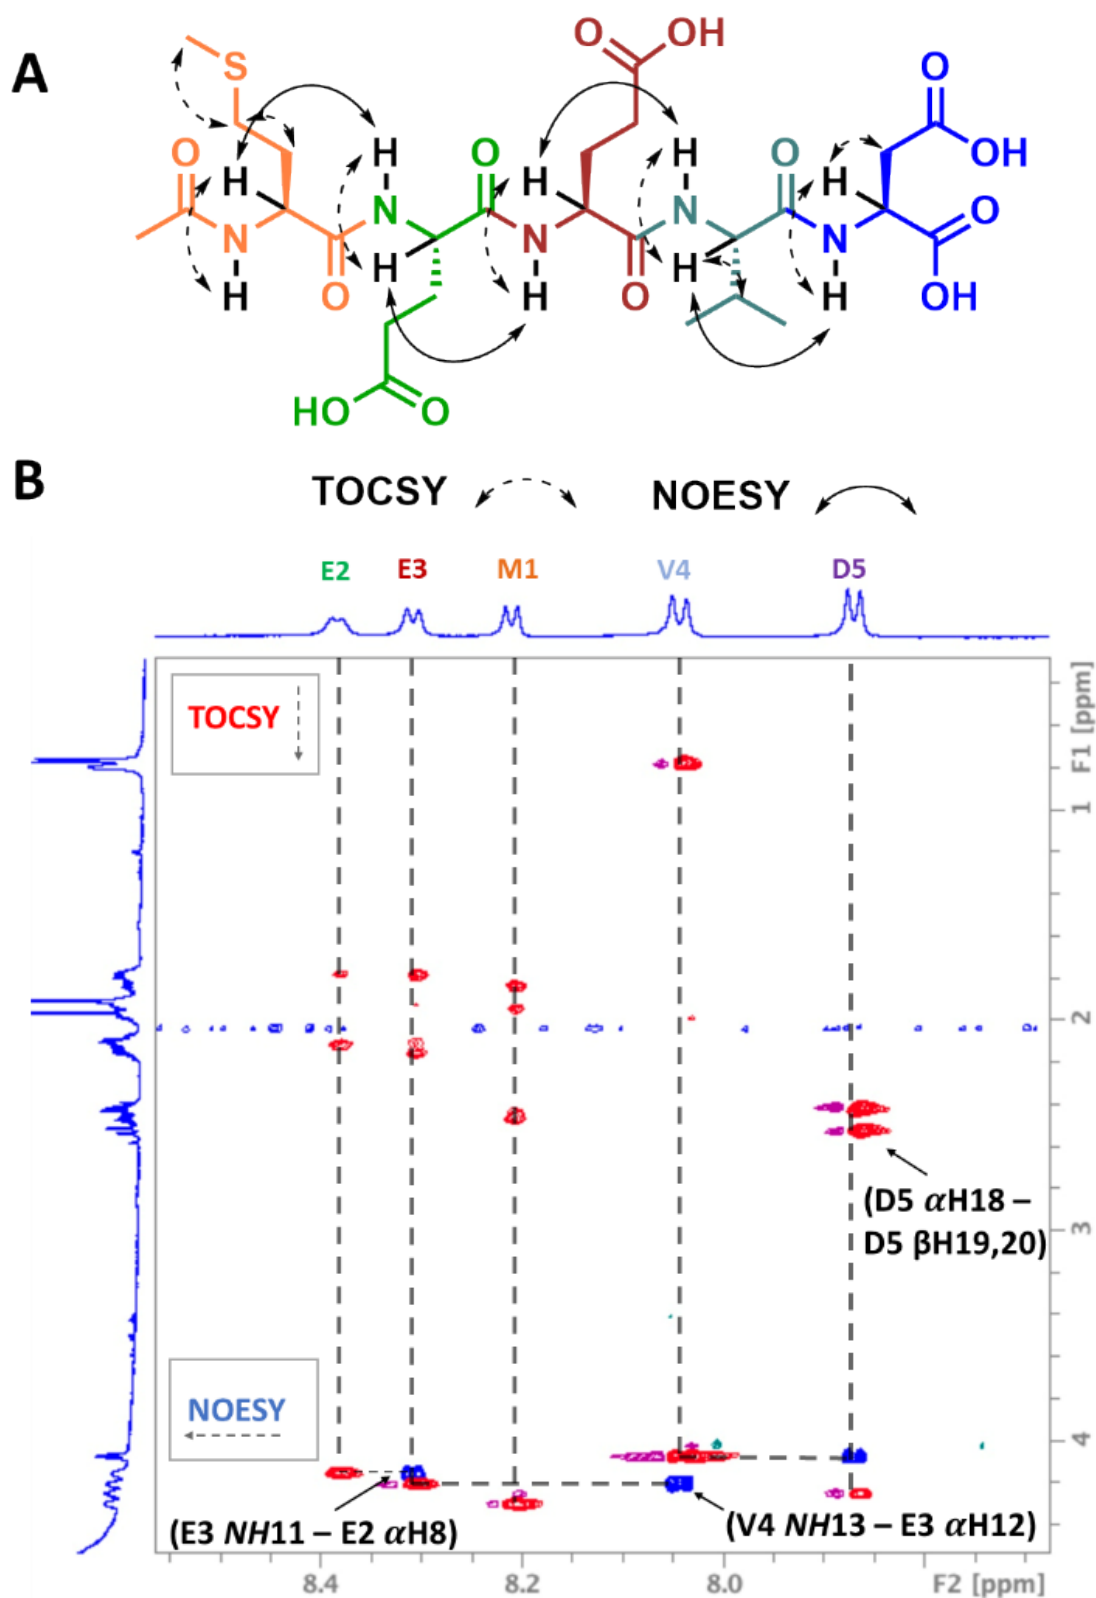 A
O
OH
S
O
H
O
O
O
OH
H
H
H
H
N
N
O
N
N
N
H
O
H
H
O
H
H
OH
HO
O
B
TOCSY
NOESY
E2
E3
M1
V4
D5
TOCSY
F1 [ppm]
1
2
(D5 αH18 –
D5 βH19,20)
3
NOESY
4
(E3 NH11 – E2 αH8)
(V4 NH13 – E3 αH12)
8.4
8.2
8.0
F2 [ppm]